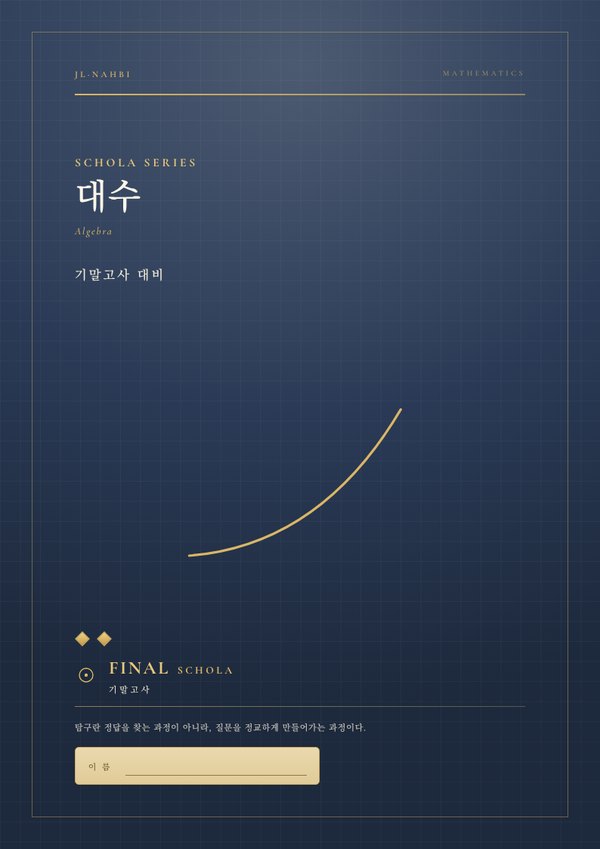 JL·NAHBI
MATHEMATICS
SCHOLA SERIES
대수
Algebra
기말고사 대비
FINAL SCHOLA
기말고사
탐구란 정답을 찾는 과정이 아니라, 질문을 정교하게 만들어가는 과정이다.
이 름